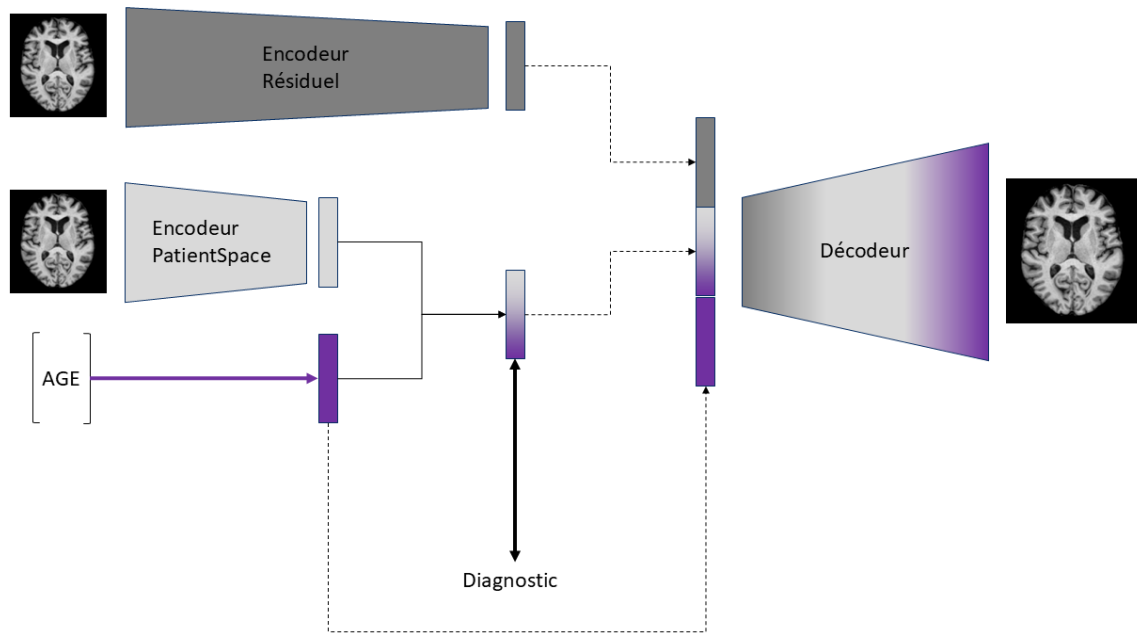 Encodeur
Résiduel
Encodeur
PatientSpace
Décodeur
AGE
Diagnostic